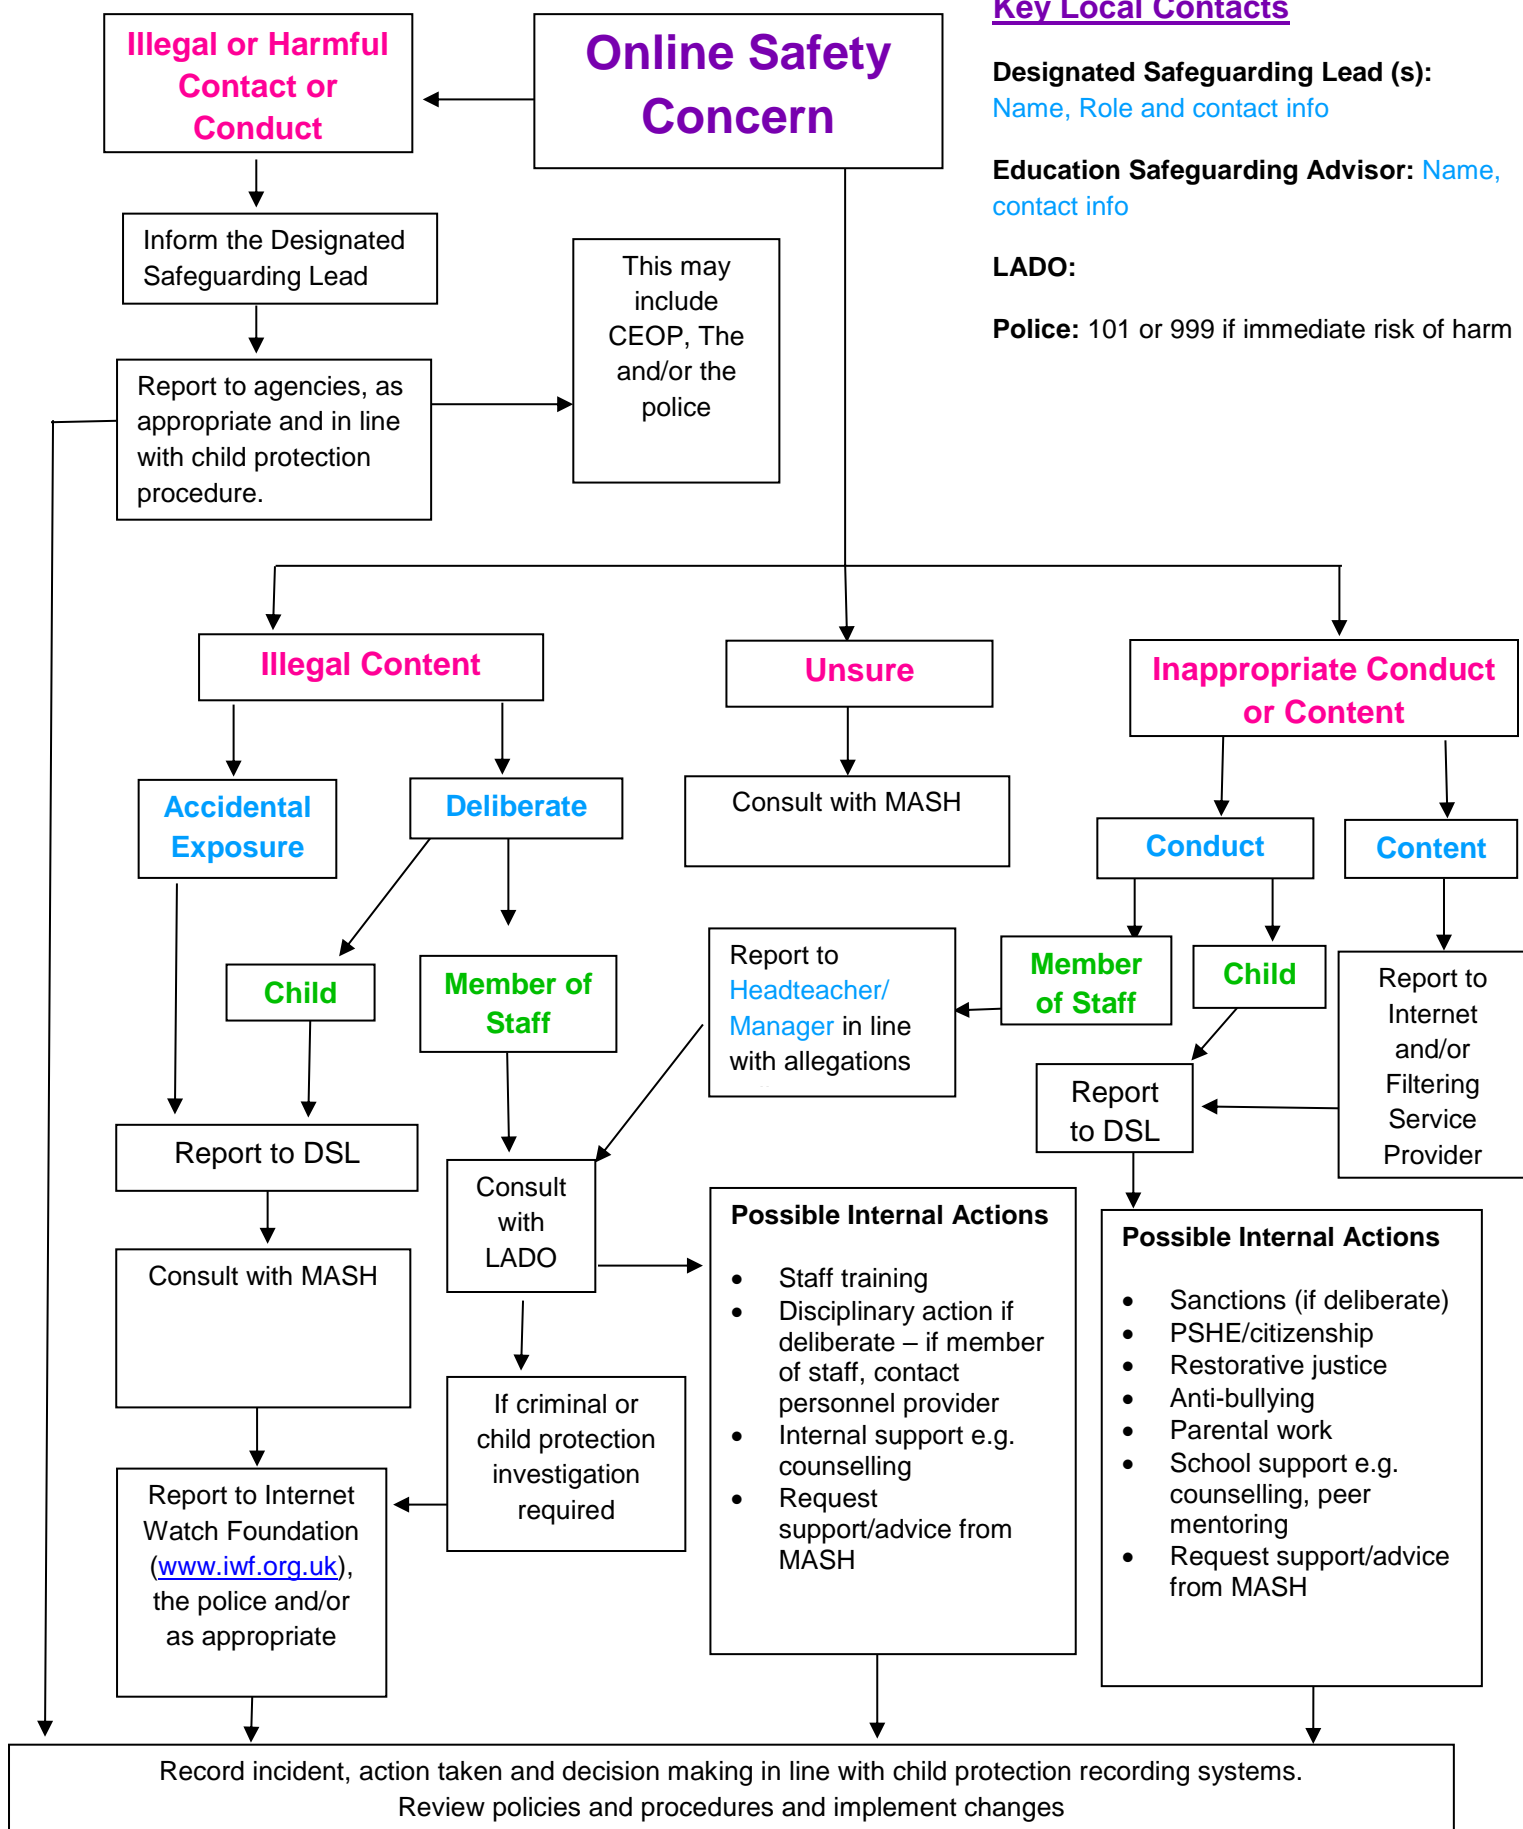 Key Local Contacts
Illegal or Harmful
Contact or
Conduct
Online Safety
Concern
Designated Safeguarding Lead (s):
Name, Role and contact info
Education Safeguarding Advisor: Name,
contact info
LADO:
Police: 101 or 999 if immediate risk of harm
Inform the Designated
Safeguarding Lead
This may
include
CEOP, The
and/or the
police
Report to agencies, as
appropriate and in line
with child protection
procedure.
Illegal Content
Unsure
Inappropriate Conduct
or Content
Accidental
Exposure
Deliberate
Consult with MASH
Conduct
Content
Child
Member of
Staff
Report to
Headteacher/
Manager in line
with allegations
Member
of Staff
Child
Report to
Internet
and/or
Filtering
Service
Provider
Report to DSL
Consult
with
LADO
Report
to DSL
Consult with MASH
If criminal or
child protection
investigation
required
Report to Internet
Watch Foundation
(www.iwf.org.uk),
the police and/or
as appropriate
Possible Internal Actions
• Staff training
• Disciplinary action if
deliberate – if member
of staff, contact
personnel provider
• Internal support e.g.
counselling
• Request
support/advice from
MASH
Possible Internal Actions
• Sanctions (if deliberate)
• PSHE/citizenship
• Restorative justice
• Anti-bullying
• Parental work
• School support e.g.
counselling, peer
mentoring
• Request support/advice
from MASH
Record incident, action taken and decision making in line with child protection recording systems.
Review policies and procedures and implement changes